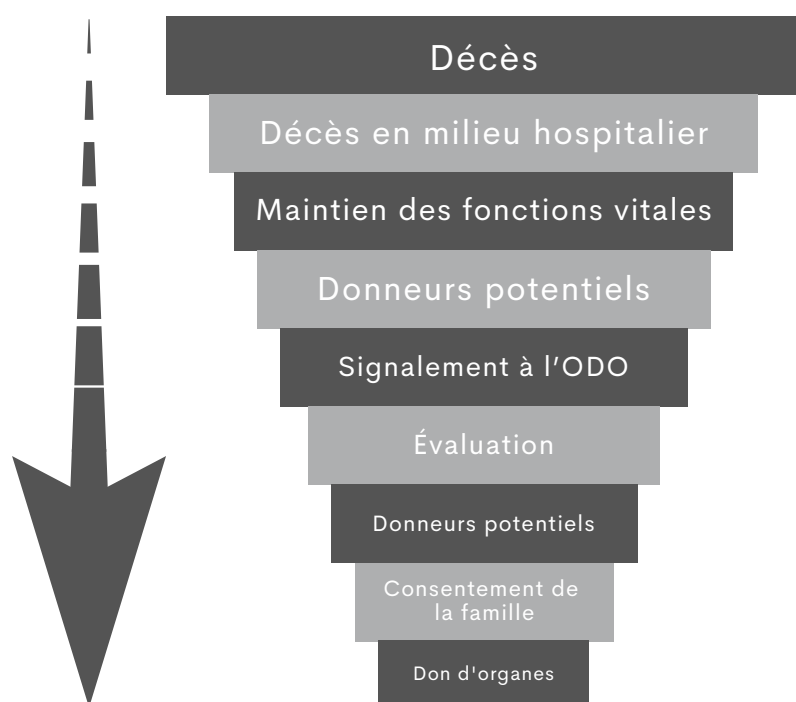 Décès
Décès en milieu hospitalier
Maintien des fonctions vitales
Donneurs potentiels
Signalement à l’ODO
Évaluation
Donneurs potentiels
Consentement de
la famille
Don d'organes